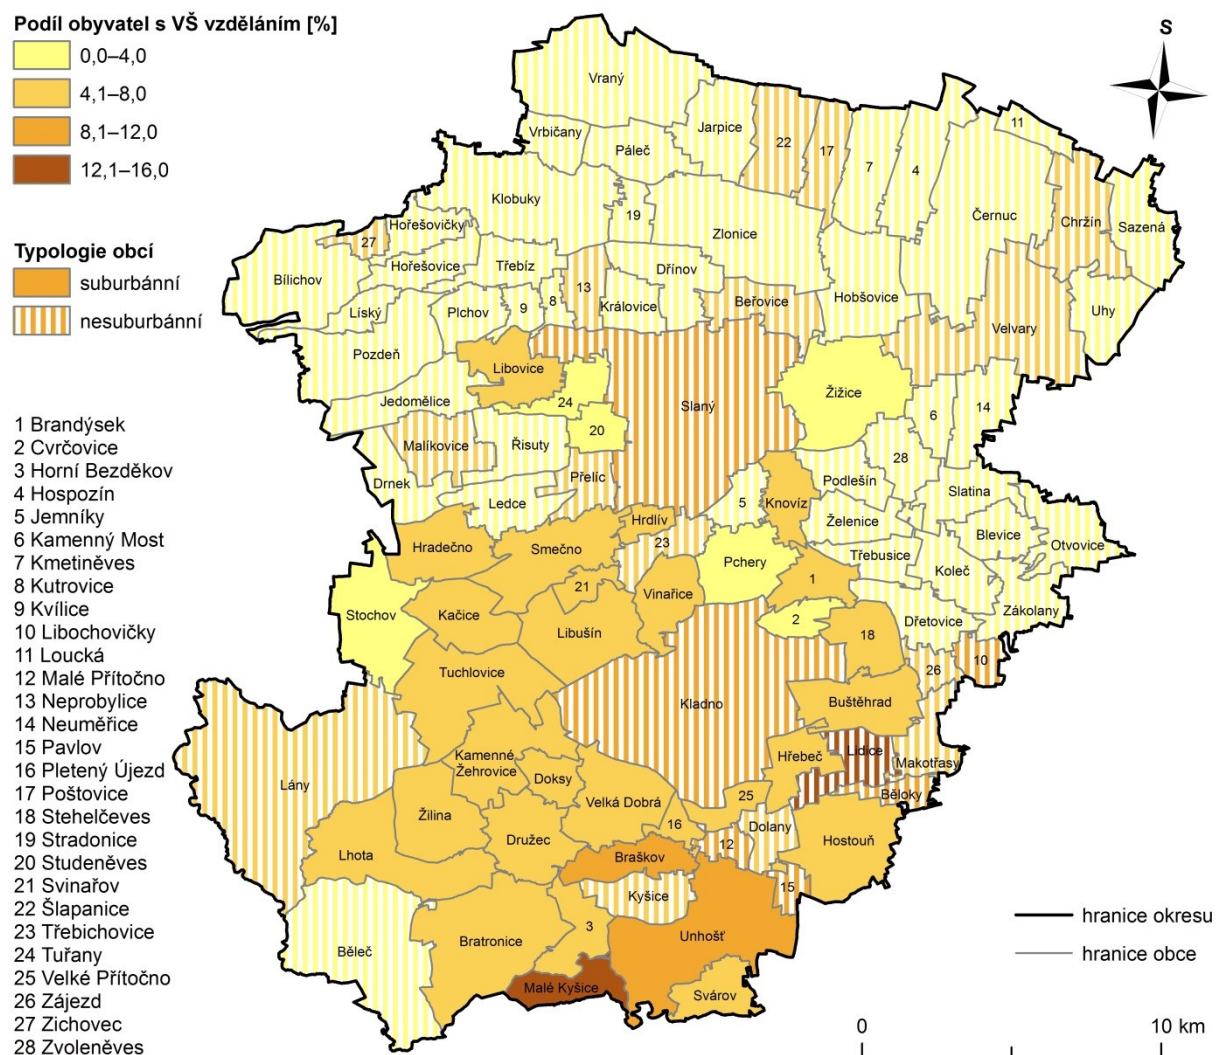 Podíl obyvatel s VŠ vzděláním [%]
0,0–4,0
4,1–8,0
8,1–12,0
12,1–16,0
Typologie obcí
suburbánní
nesuburbánní
1 Brandýsek
2 Cvrčovice
3 Horní Bezděkov
4 Hospozín
5 Jemníky
6 Kamenný Most
7 Kmetiněves
8 Kutrovice
9 Kvílice
10 Libochovičky
11 Loucká
12 Malé Přítočno
13 Neprobylice
14 Neuměřice
15 Pavlov
16 Pletený Újezd
17 Poštovice
18 Stehelčeves
19 Stradonice
20 Studeněves
21 Svinařov
22 Šlapanice
23 Třebichovice
24 Tuřany
25 Velké Přítočno
26 Zájezd
27 Zichovec
28 Zvoleněves
S
Vraný
Vrbičany
Páleč
Jarpice
22
17
7
4
11
Klobuky
19
Zlonice
Černuc
Chržín
Sazená
Hořešovičky
27
Hořešovice
Třebíz
Dřínov
Bílichov
Líský
Plchov
9
8
13
Královice
Beřovice
Hobšovice
Velvary
Uhy
Pozdeň
Libovice
Žižice
Jedomělice
24
Slaný
6
14
20
Malíkovice
Řisuty
28
Přelíc
Drnek
Ledce
5
Knovíz
Podlešín
Slatina
Hrdlív
Želenice
Blevice
Hradečno
Smečno
23
Třebusice
Otvovice
Pchery
Koleč
21
Vinařice
1
Stochov
Kačice
Zákolany
Libušín
2
18
Dřetovice
Tuchlovice
26
10
Kladno
Buštěhrad
Lidice
Kamenné
Žehrovice
Hřebeč
Makotřasy
Lány
Doksy
Běloky
Velká Dobrá
25
Žilina
16
Dolany
Družec
12
Hostouň
Lhota
Braškov
15
Kyšice
3
Unhošť
Běleč
Bratronice
Malé Kyšice
Svárov
hranice okresu
hranice obce
0
10 km